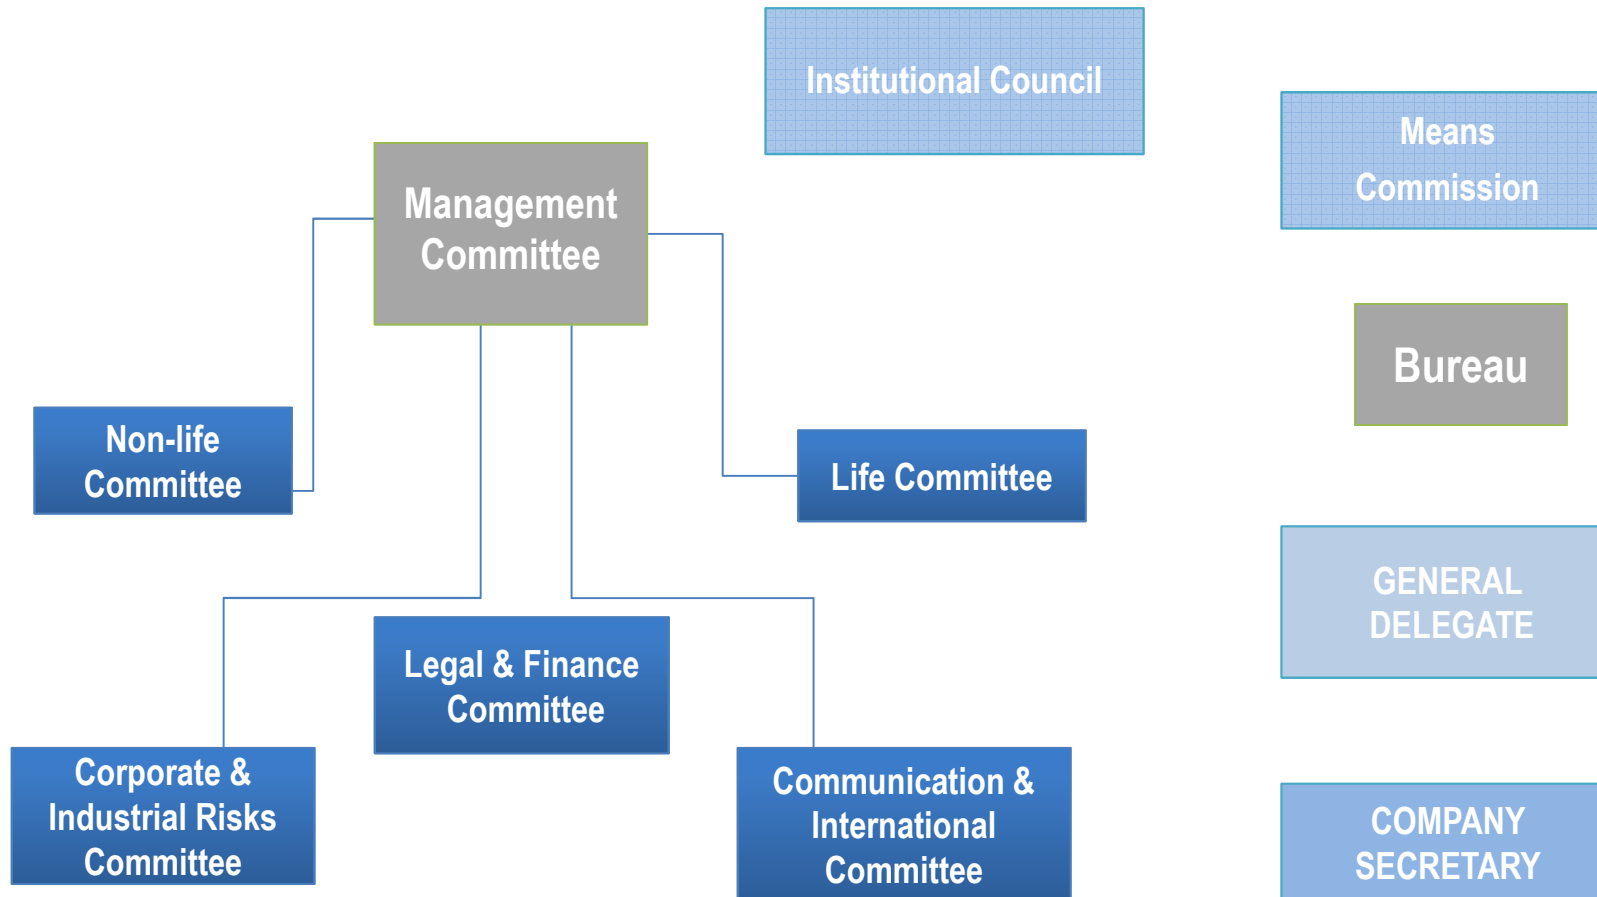 Institutional Council
Means
Commission
Management
Committee
Bureau
Non-life
Committee
Life Committee
GENERAL
DELEGATE
Legal & Finance
Committee
Corporate &
Industrial Risks
Committee
Communication &
International
Committee
COMPANY
SECRETARY